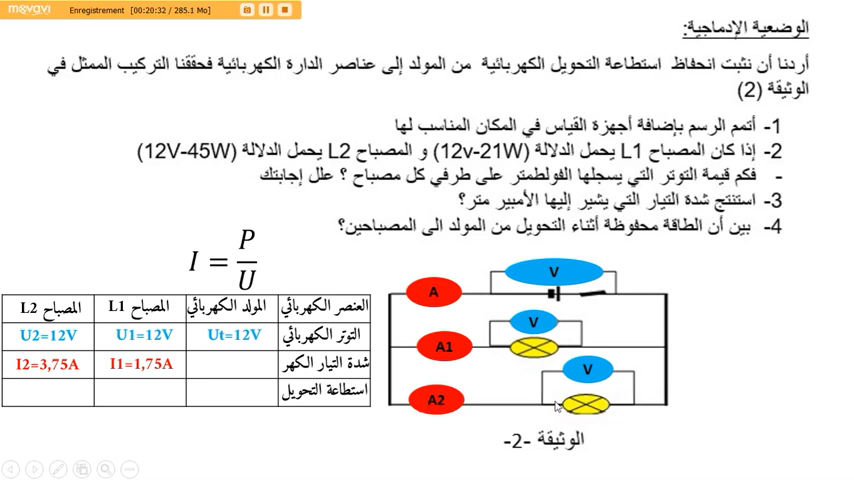 movavi Enregistrement [00:20:32 / 285.1 Mo]
الوضعية الإدماجية:
أردنا أن نثبت انحفاظ استطاعة التحويل الكهربائية من المولد إلى عناصر الدارة الكهربائية فحققنا التركيب الممثل في
الوثيقة (2)
1- أتمم الرسم بإضافة أجهزة القياس في المكان المناسب لها
2- إذا كان المصباح L1 يحمل الدلالة (12v-21W) و المصباح L2 يحمل الدلالة (12V-45W)
- فكم قيمة التوتر التي يسجلها الفولطمتر على طرفي كل مصباح ؟ علل إجابتك
3- استنتج شدة التيار التي يشير إليها الأمبير متر؟
4- بين أن الطاقة محفوظة أثناء التحويل من المولد الى المصباحين؟
I = P/U
العنصر الكهربائي المولد الكهربائي المصباح L1 المصباح L2
التوتر الكهربائي Ut=12V U1=12V U2=12V
شدة التيار الكهر I1=1,75A I2=3,75A
استطاعة التحويل
V
A
V
A1
V
A2
الوثيقة -2-